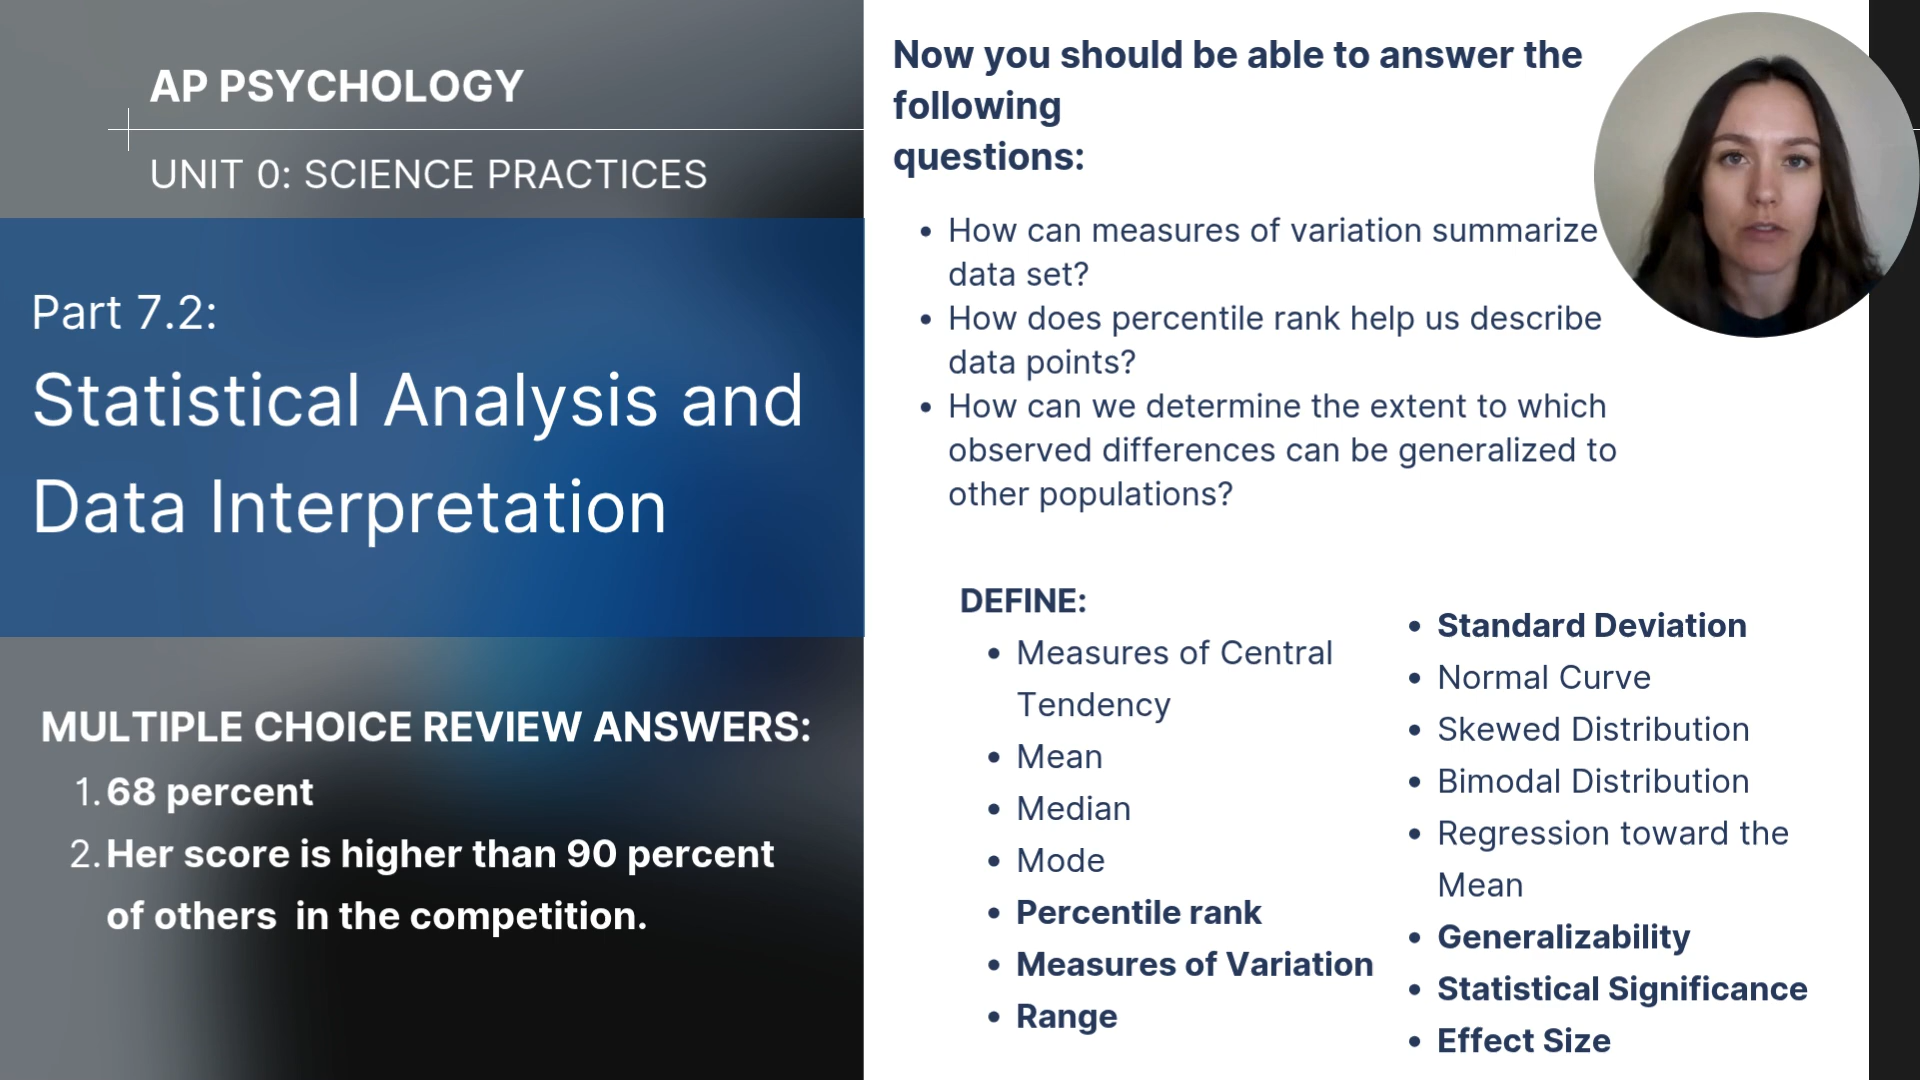 AP PSYCHOLOGY
UNIT 0: SCIENCE PRACTICES
Part 7.2:
Statistical Analysis and
Data Interpretation
MULTIPLE CHOICE REVIEW ANSWERS:
1. 68 percent
2. Her score is higher than 90 percent
of others in the competition.
Now you should be able to answer the
following
questions:
• How can measures of variation summarize
data set?
• How does percentile rank help us describe
data points?
• How can we determine the extent to which
observed differences can be generalized to
other populations?
DEFINE:
• Measures of Central
Tendency
• Mean
• Median
• Mode
• Percentile rank
• Measures of Variation
• Range
• Standard Deviation
• Normal Curve
• Skewed Distribution
• Bimodal Distribution
• Regression toward the
Mean
• Generalizability
• Statistical Significance
• Effect Size